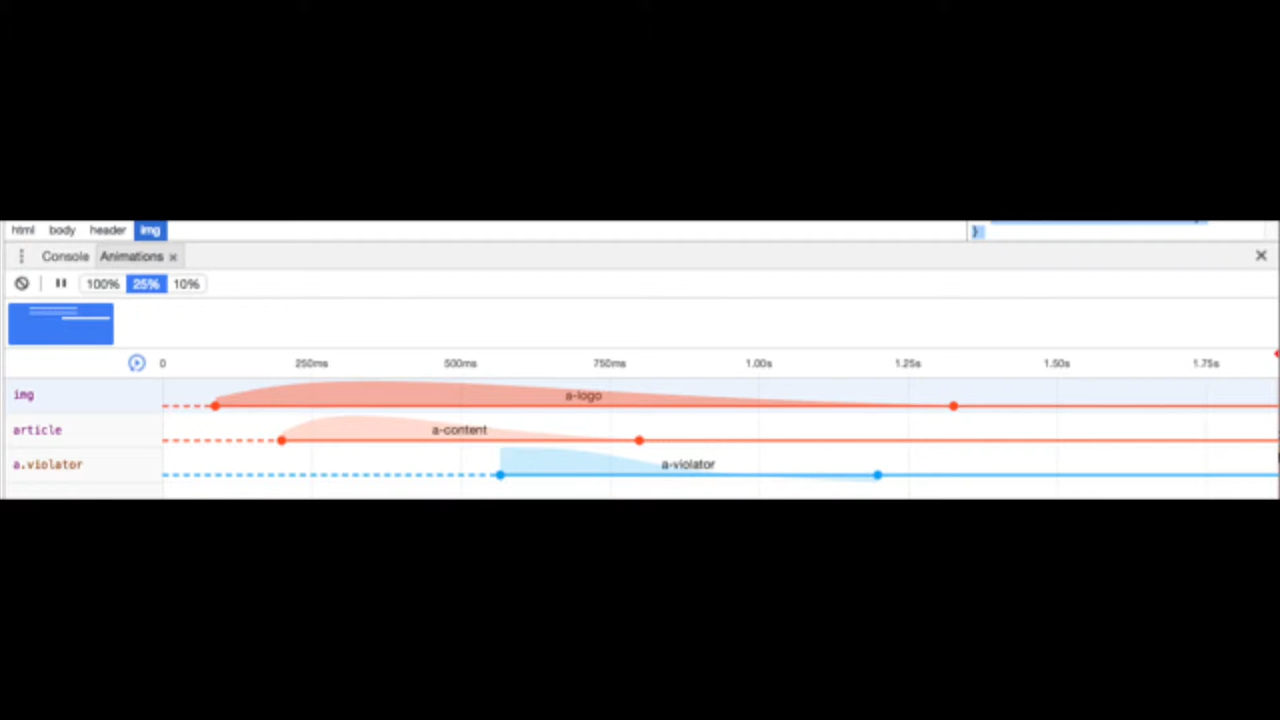 html body header img }
Console Animations ×
100% 25% 10%
0 250ms 500ms 750ms 1.00s 1.25s 1.50s 1.75s
img a-logo
article a-content
a.violator a-violator